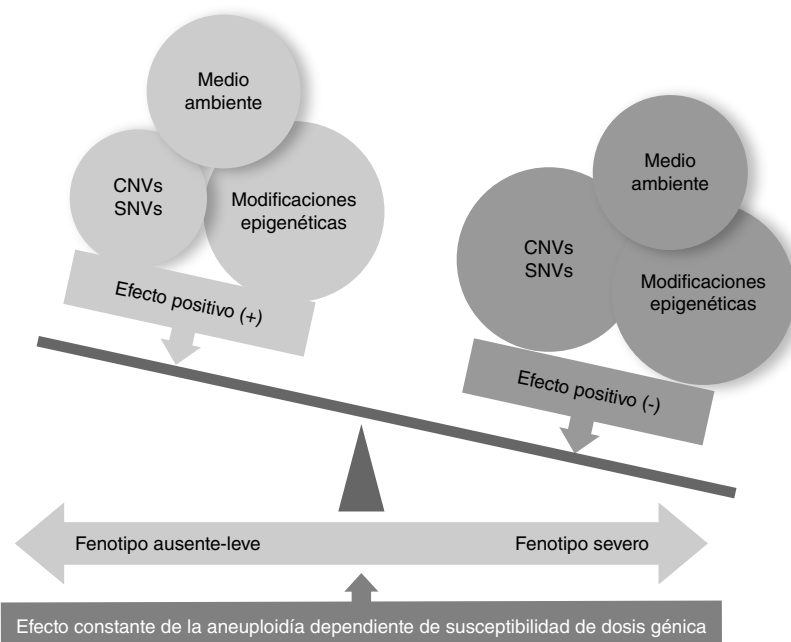 Medio
ambiente
CNVs
SNVs
Modificaciones
epigenéticas
Efecto positivo (+)
Medio
ambiente
CNVs
SNVs
Modificaciones
epigenéticas
Efecto positivo (-)
Fenotipo ausente-leve
Fenotipo severo
Efecto constante de la aneuploidía dependiente de susceptibilidad de dosis génica